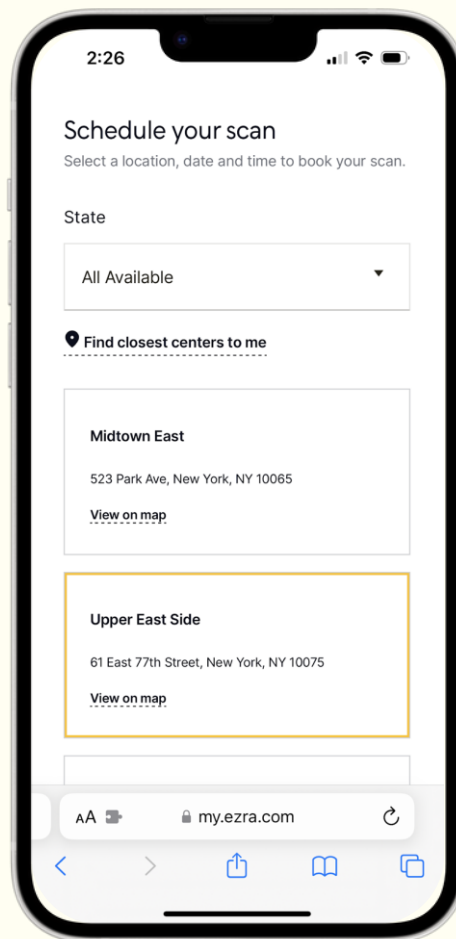 2:26
Schedule your scan
Select a location, date and time to book your scan.
State
All Available
Find closest centers to me
Midtown East
523 Park Ave, New York, NY 10065
View on map
Upper East Side
61 East 77th Street, New York, NY 10075
View on map
AA my.ezra.com